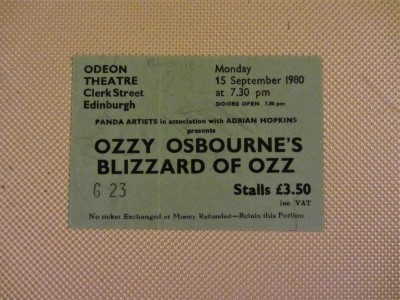 ODEON THEATRE
Clerk Street
Edinburgh
Monday
15 September 1980
at 7.30 pm
DOORS OPEN 7.00 pm
PANDA ARTISTS in association with ADRIAN HOPKINS
presents
OZZY OSBOURNE'S
BLIZZARD OF OZZ
G 23
Stalls £3.50
inc VAT
No ticket Exchanged or Money Refunded—Retain this Portion